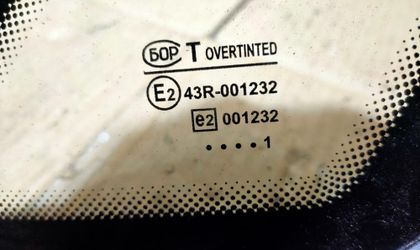 БОР T OVERTINTED
E2 43R-001232
e2 001232
• • • • 1